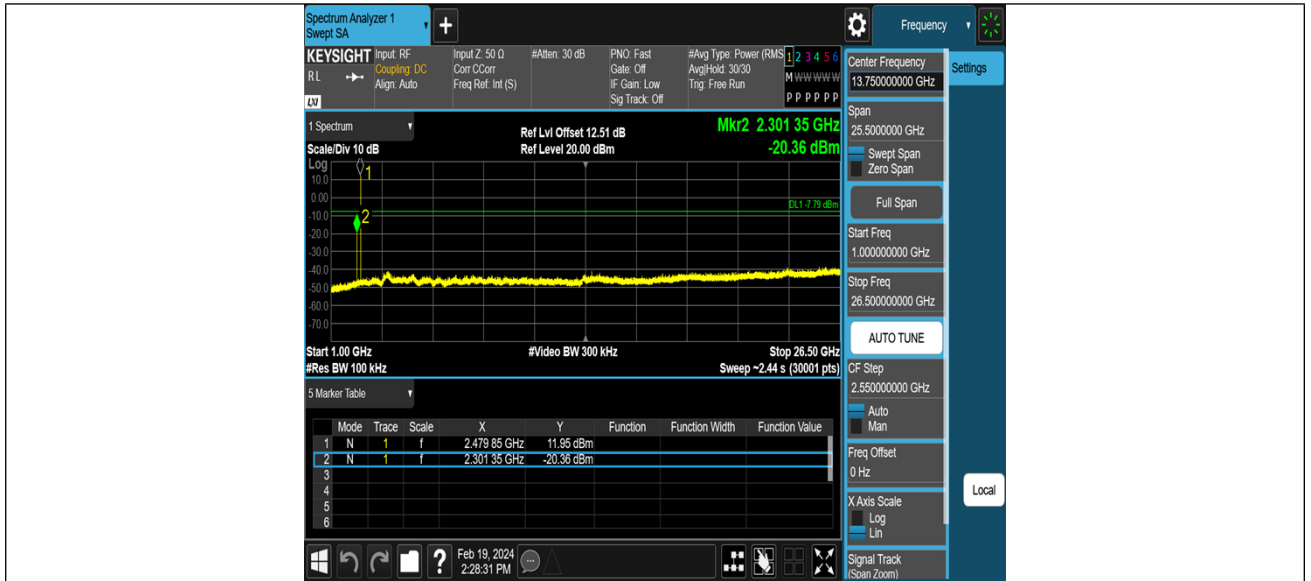 Spectrum Analyzer 1
Swept SA
+
Frequency
KEYSIGHT
RL
LXI
Input: RF
Coupling: DC
Align: Auto
Input Z: 50 Ω
Corr CCorr
Freq Ref: Int (S)
#Atten: 30 dB
PNO: Fast
Gate: Off
IF Gain: Low
Sig Track: Off
#Avg Type: Power (RMS
Avg|Hold: 30/30
Trig: Free Run
1 2 3 4 5 6
M W W W W W
P P P P P P
1 Spectrum
Scale/Div 10 dB
Ref Lvl Offset 12.51 dB
Ref Level 20.00 dBm
Mkr2 2.301 35 GHz
-20.36 dBm
Log
10.0
0.00
-10.0
-20.0
-30.0
-40.0
-50.0
-60.0
-70.0
1
2
DL1 -7.79 dBm
Start 1.00 GHz
#Res BW 100 kHz
#Video BW 300 kHz
Stop 26.50 GHz
Sweep ~2.44 s (30001 pts)
5 Marker Table
Mode Trace Scale X Y Function Function Width Function Value
1 N 1 f 2.479 85 GHz 11.95 dBm
2 N 1 f 2.301 35 GHz -20.36 dBm
3
4
5
6
?
Feb 19, 2024
2:28:31 PM
Center Frequency
13.750000000 GHz
Settings
Span
25.5000000 GHz
Swept Span
Zero Span
Full Span
Start Freq
1.000000000 GHz
Stop Freq
26.500000000 GHz
AUTO TUNE
CF Step
2.550000000 GHz
Auto
Man
Freq Offset
0 Hz
X Axis Scale
Log
Lin
Local
Signal Track
(Span Zoom)